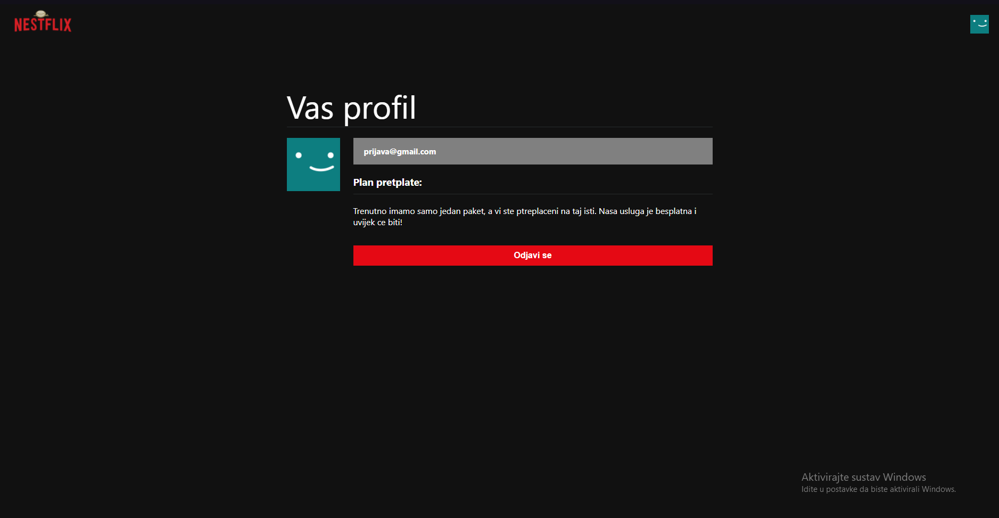 NESTFLIX
Vas profil
prijava@gmail.com
Plan pretplate:
Trenutno imamo samo jedan paket, a vi ste ptreplaceni na taj isti. Nasa usluga je besplatna i
uvijek ce biti!
Odjavi se
Aktivirajte sustav Windows
Idite u postavke da biste aktivirali Windows.